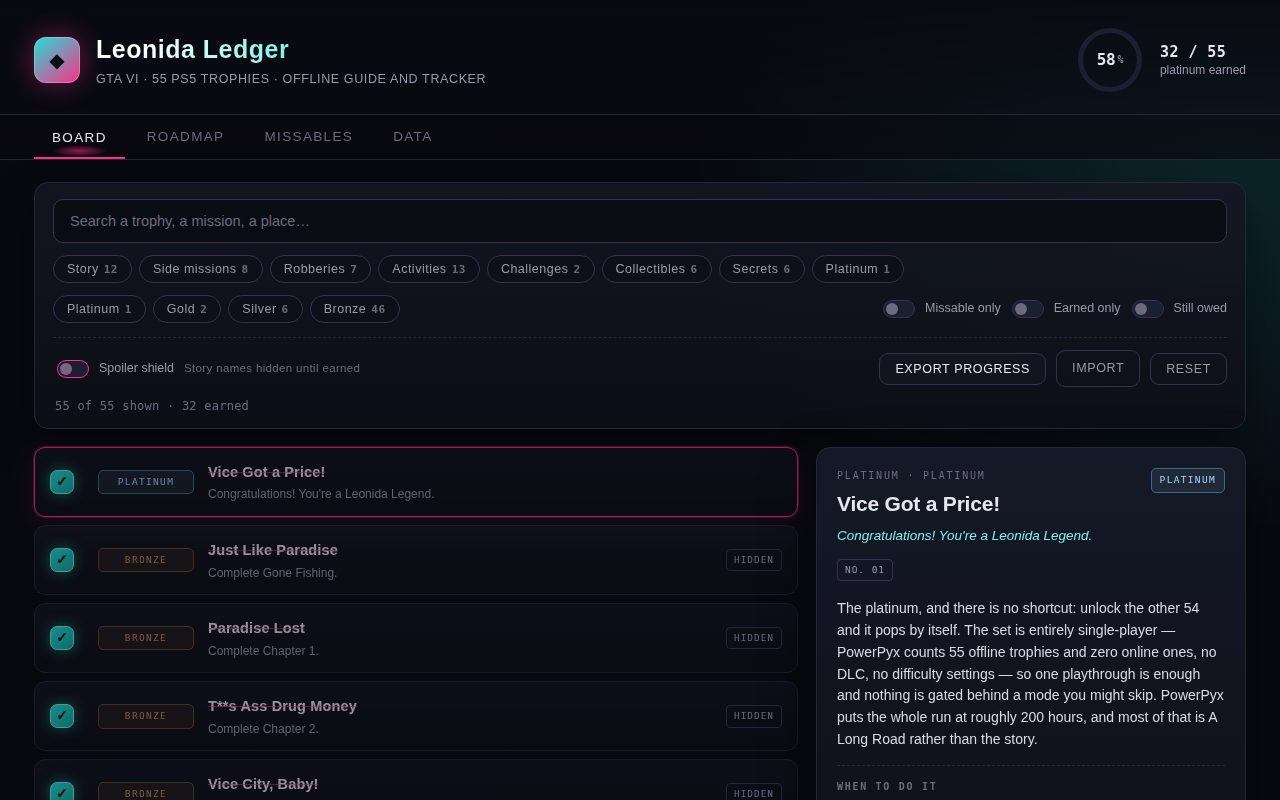 Leonida Ledger
GTA VI · 55 PS5 TROPHIES · OFFLINE GUIDE AND TRACKER
58%
32 / 55
platinum earned
BOARD ROADMAP MISSABLES DATA
Search a trophy, a mission, a place…
Story 12 Side missions 8 Robberies 7 Activities 13 Challenges 2 Collectibles 6 Secrets 6 Platinum 1
Platinum 1 Gold 2 Silver 6 Bronze 46 Missable only Earned only Still owed
Spoiler shield Story names hidden until earned EXPORT PROGRESS IMPORT RESET
55 of 55 shown · 32 earned
✓ PLATINUM Vice Got a Price!
Congratulations! You're a Leonida Legend.
✓ BRONZE Just Like Paradise
Complete Gone Fishing.
HIDDEN
✓ BRONZE Paradise Lost
Complete Chapter 1.
HIDDEN
✓ BRONZE T**s Ass Drug Money
Complete Chapter 2.
HIDDEN
✓ BRONZE Vice City, Baby!
HIDDEN
PLATINUM · PLATINUM
PLATINUM
Vice Got a Price!
Congratulations! You're a Leonida Legend.
NO. 01
The platinum, and there is no shortcut: unlock the other 54
and it pops by itself. The set is entirely single-player —
PowerPyx counts 55 offline trophies and zero online ones, no
DLC, no difficulty settings — so one playthrough is enough
and nothing is gated behind a mode you might skip. PowerPyx
puts the whole run at roughly 200 hours, and most of that is A
Long Road rather than the story.
WHEN TO DO IT